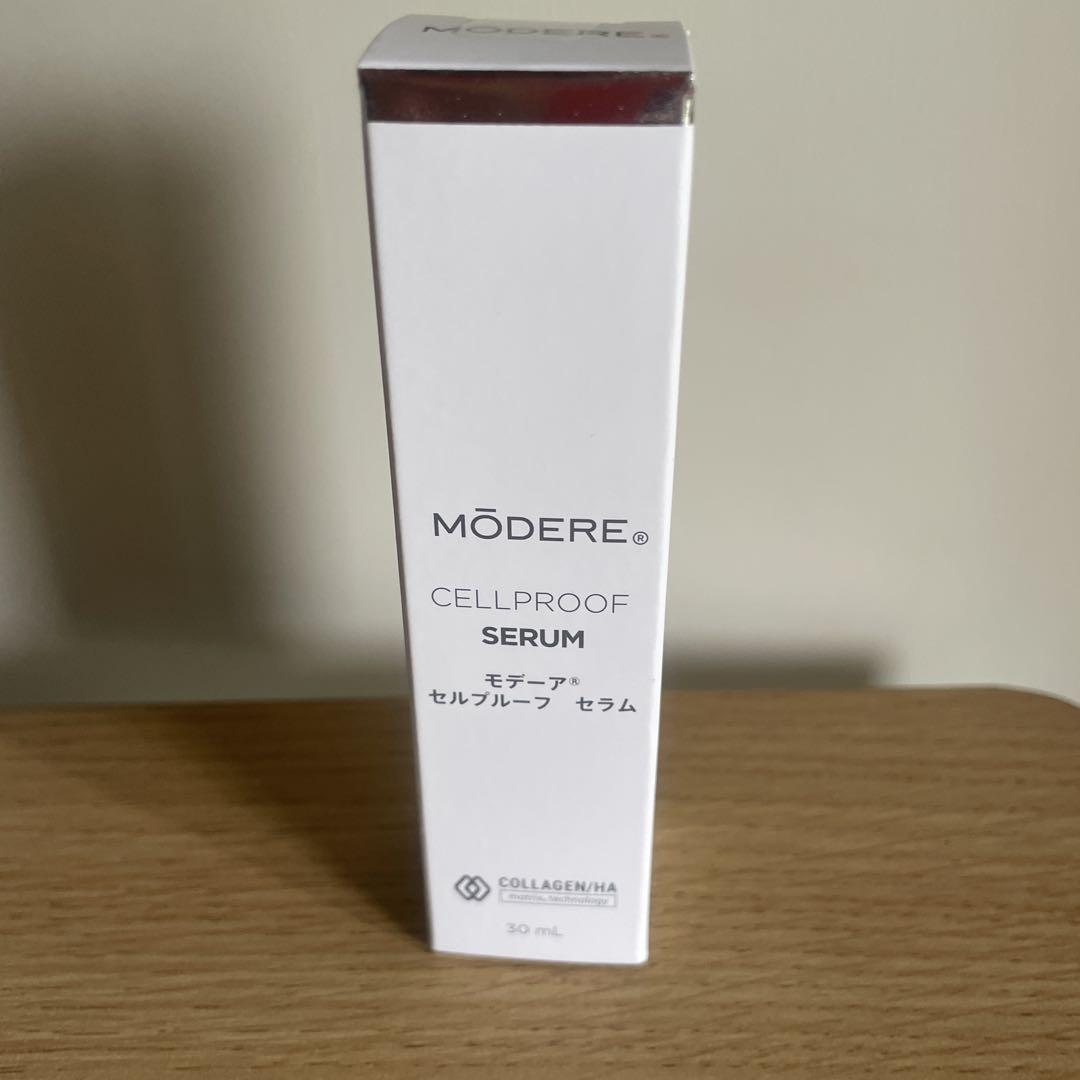 MODERE®
MŌDERE®
CELLPROOF
SERUM
モデーア®
セルプルーフ　セラム
COLLAGEN/HA
matrix technology
30 mL